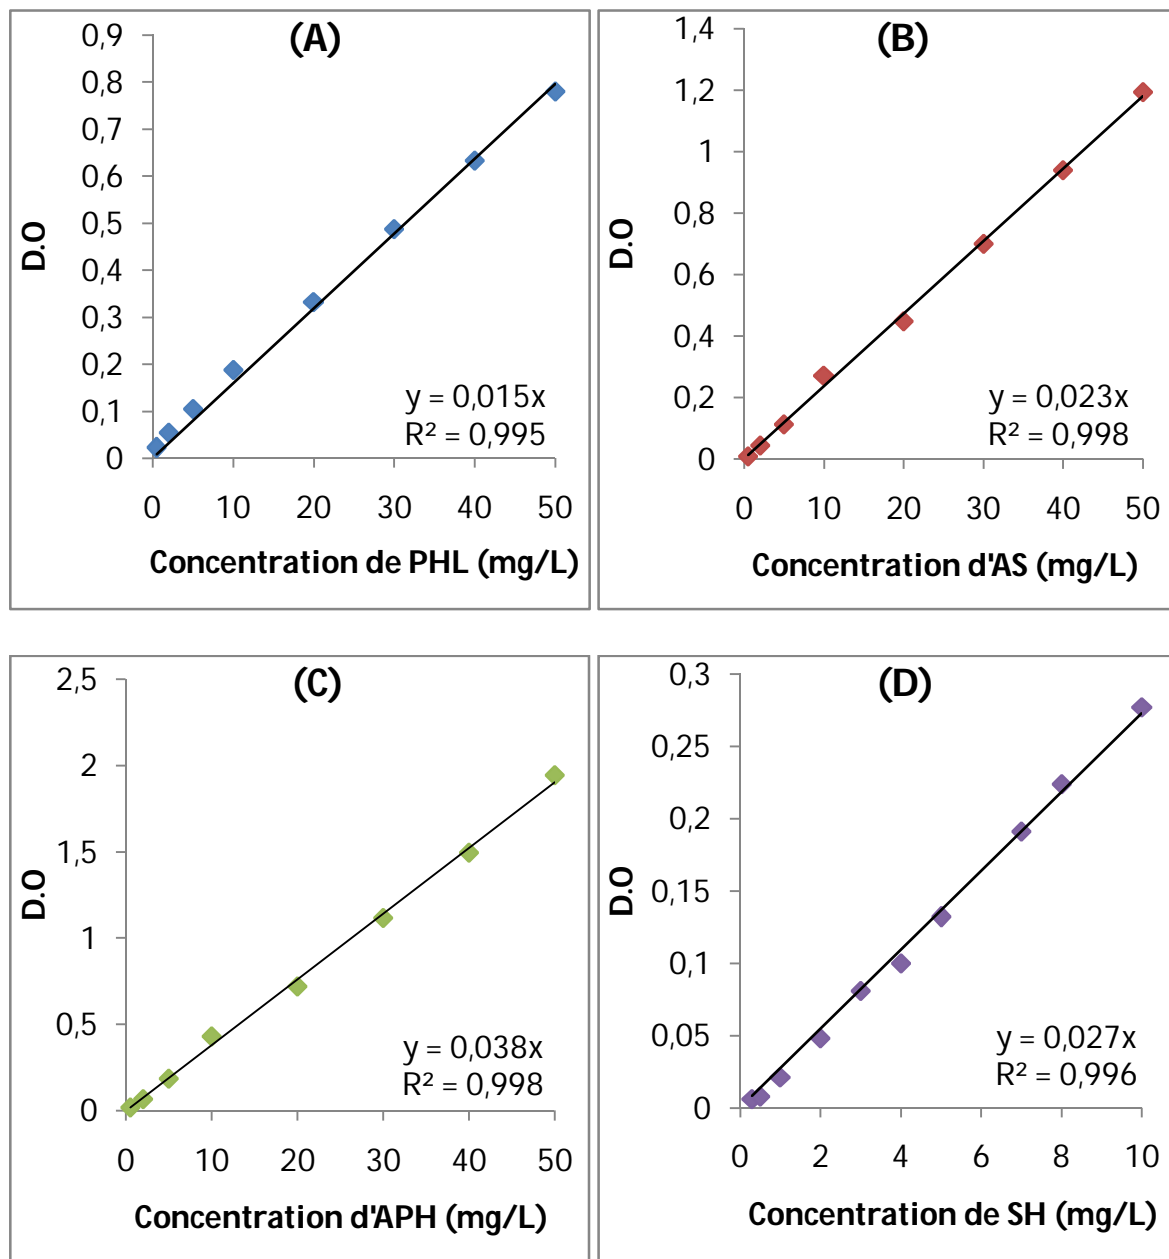 (A)
0,9
0,8
0,7
0,6
0,5
0,4
0,3
0,2
0,1
0
D.O
y = 0,015x
R² = 0,995
0 10 20 30 40 50
Concentration de PHL (mg/L)
(B)
1,4
1,2
1
0,8
0,6
0,4
0,2
0
D.O
y = 0,023x
R² = 0,998
0 10 20 30 40 50
Concentration d'AS (mg/L)
(C)
2,5
2
1,5
1
0,5
0
D.O
y = 0,038x
R² = 0,998
0 10 20 30 40 50
Concentration d'APH (mg/L)
(D)
0,3
0,25
0,2
0,15
0,1
0,05
0
D.O
y = 0,027x
R² = 0,996
0 2 4 6 8 10
Concentration de SH (mg/L)